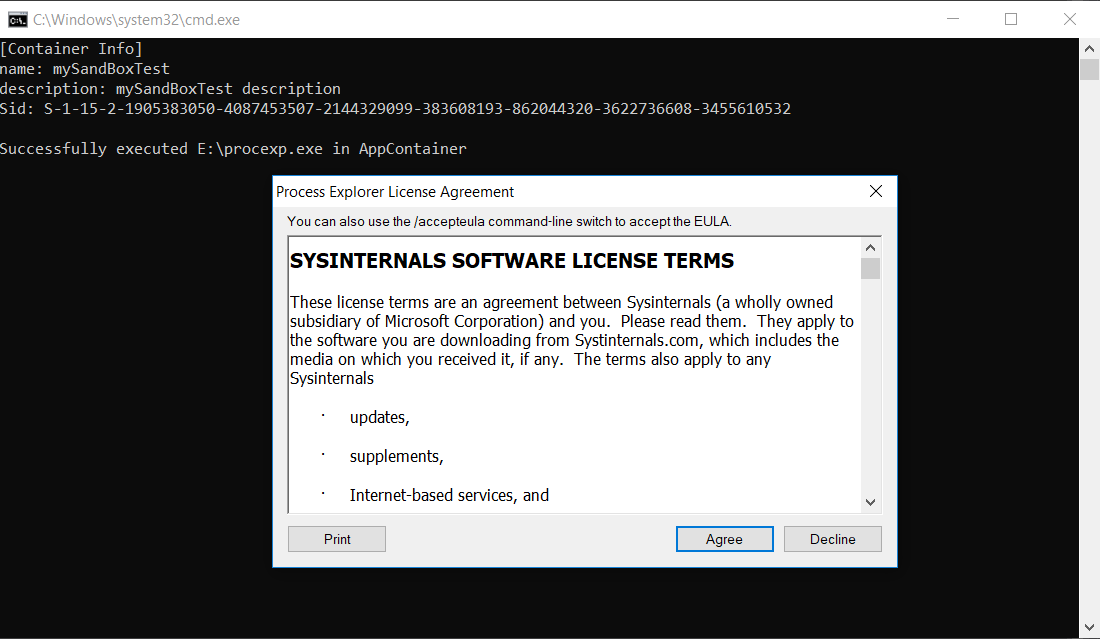 C:\Windows\system32\cmd.exe
[Container Info]
name: mySandBoxTest
description: mySandBoxTest description
Sid: S-1-15-2-1905383050-4087453507-2144329099-383608193-862044320-3622736608-3455610532
Successfully executed E:\procexp.exe in AppContainer
Process Explorer License Agreement
You can also use the /accepteula command-line switch to accept the EULA.
SYSINTERNALS SOFTWARE LICENSE TERMS
These license terms are an agreement between Sysinternals (a wholly owned
subsidiary of Microsoft Corporation) and you.  Please read them.  They apply to
the software you are downloading from Systinternals.com, which includes the
media on which you received it, if any.  The terms also apply to any
Sysinternals
· updates,
· supplements,
· Internet-based services, and
Print Agree Decline